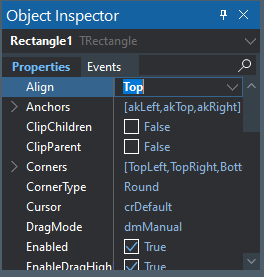 Object Inspector
Rectangle1 TRectangle
Properties Events
Align Top
Anchors [akLeft,akTop,akRight]
ClipChildren False
ClipParent False
Corners [TopLeft,TopRight,Bott
CornerType Round
Cursor crDefault
DragMode dmManual
Enabled True
EnableDragHigh True